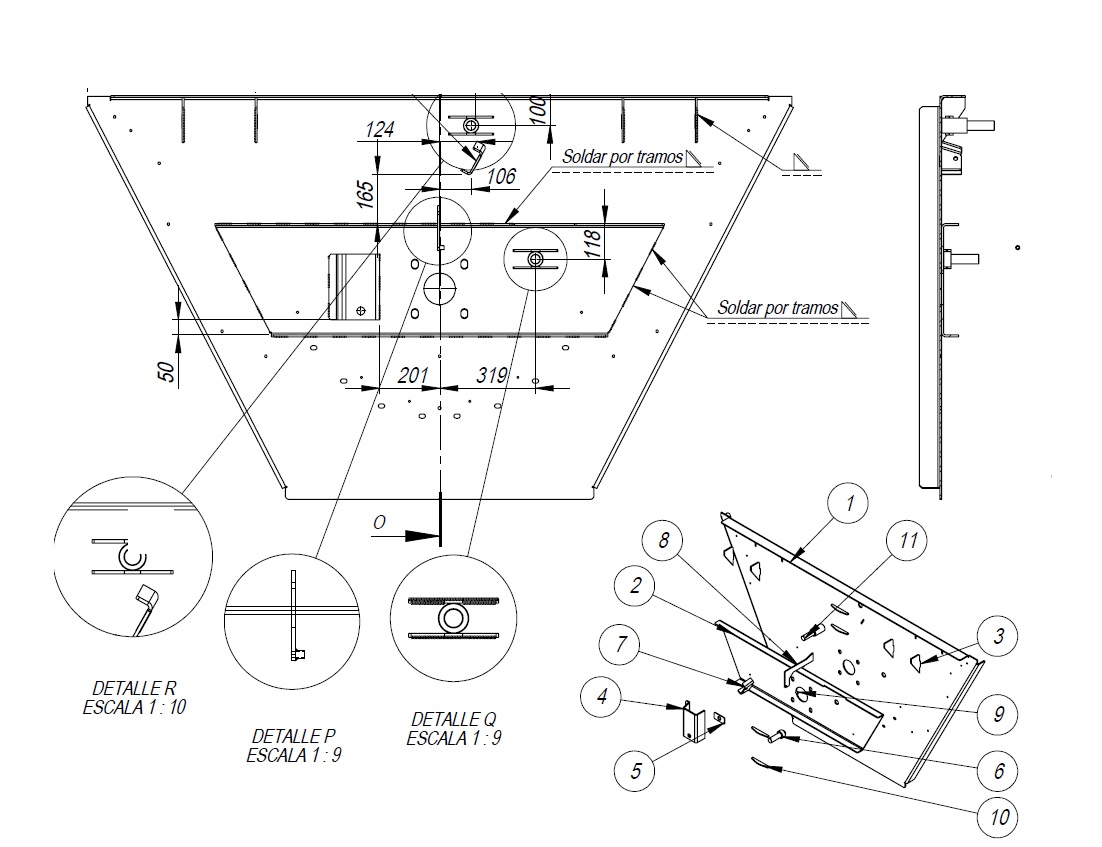 100
124
Soldar por tramos
106
165
118
Soldar por tramos
50
201
319
O
1
8
11
2
3
7
4
9
5
6
10
DETALLE R
ESCALA 1 : 10
DETALLE P
ESCALA 1 : 9
DETALLE Q
ESCALA 1 : 9